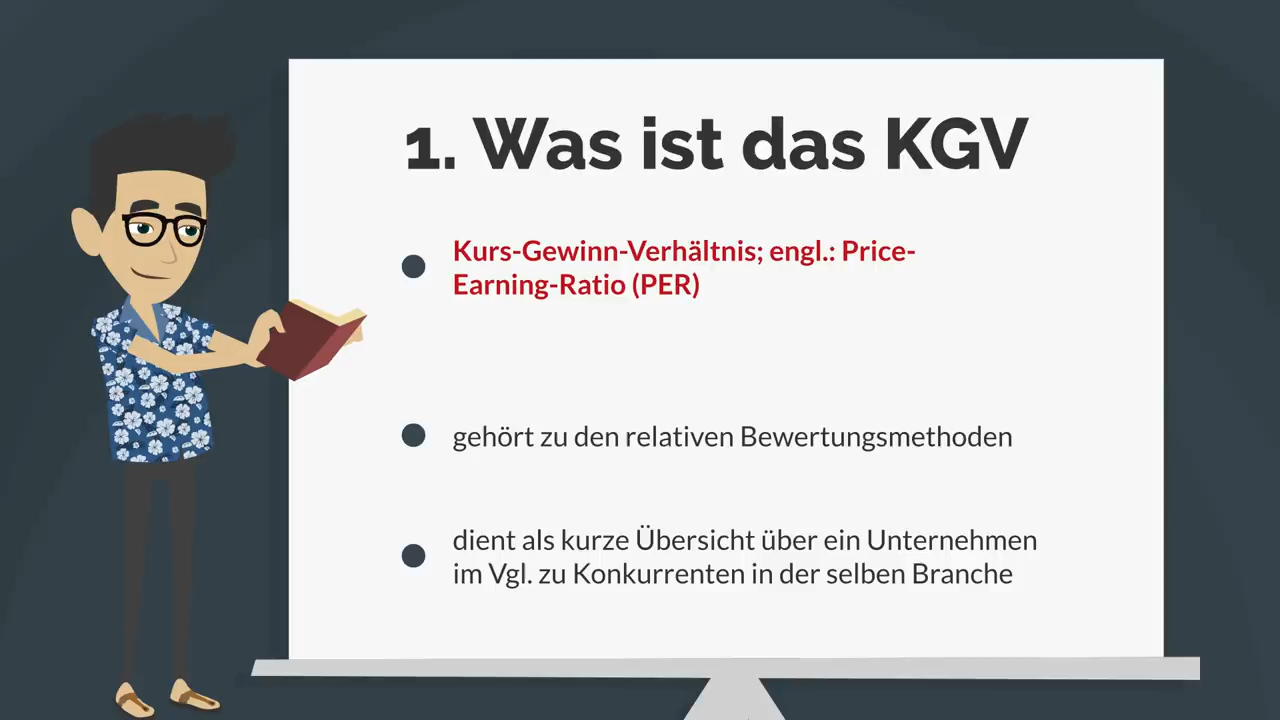 1. Was ist das KGV
Kurs-Gewinn-Verhältnis; engl.: Price-
Earning-Ratio (PER)
gehört zu den relativen Bewertungsmethoden
dient als kurze Übersicht über ein Unternehmen
im Vgl. zu Konkurrenten in der selben Branche